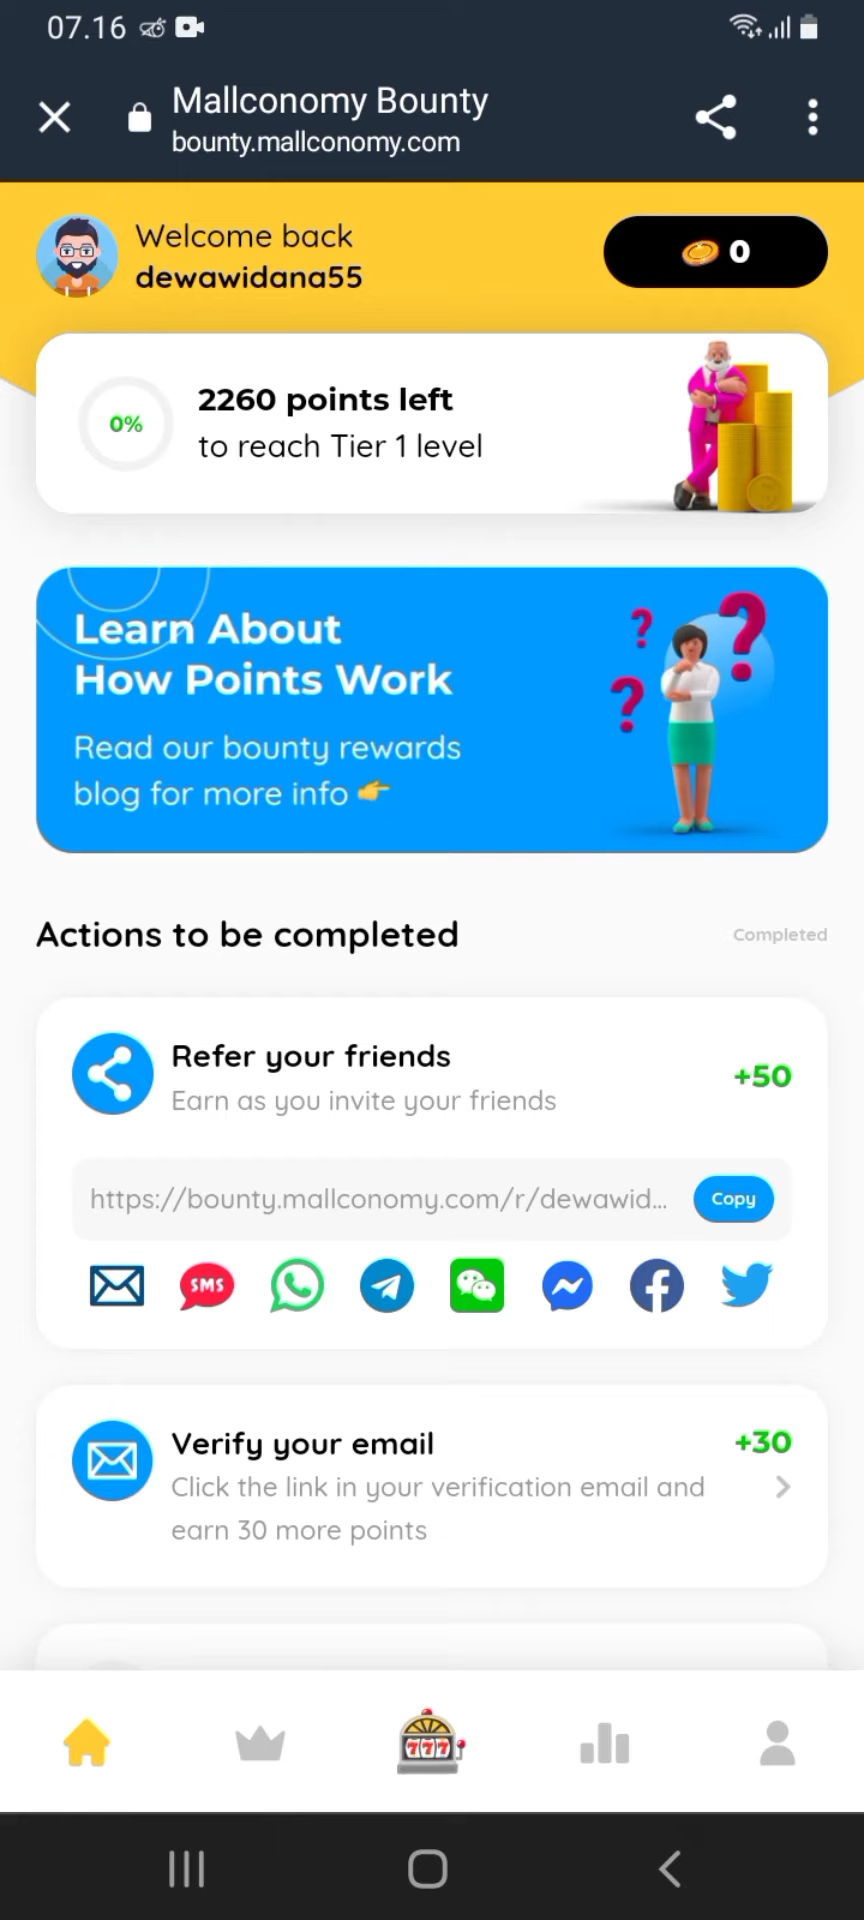 07.16
Mallconomy Bounty
bounty.mallconomy.com
Welcome back
dewawidana55
0
0%
2260 points left
to reach Tier 1 level
Learn About
How Points Work
Read our bounty rewards
blog for more info 👉
Actions to be completed
Completed
Refer your friends
+50
Earn as you invite your friends
https://bounty.mallconomy.com/r/dewawid...
Copy
SMS
Verify your email
+30
Click the link in your verification email and
earn 30 more points
777